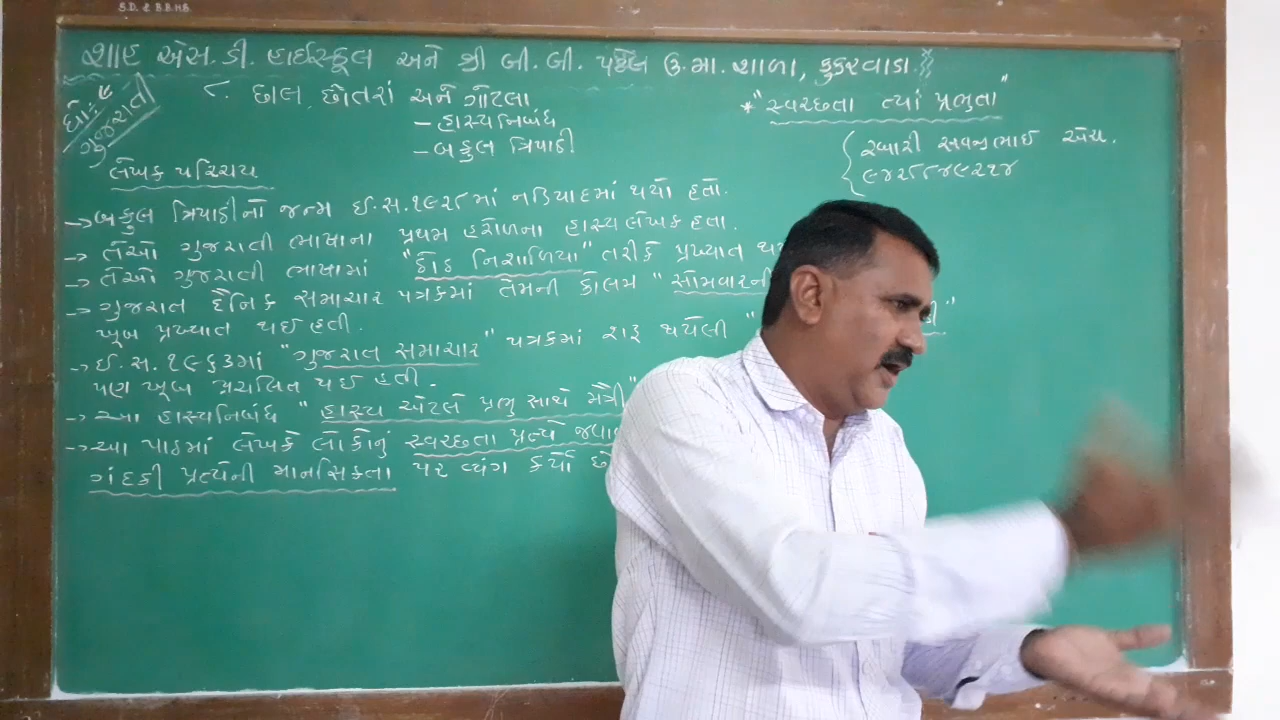 S.D. & B.B.H.S.
શાહ એસ. ડી. હાઈસ્કૂલ અને શ્રી બી. બી. પટેલ ઉ. મા. શાળા, કુકરવાડા.
ધો: ૯
ગુજરાતી
૮. છાલ, છોતરાં અને ગોટલા
- હાસ્યનિબંધ
- બકુલ ત્રિપાઠી
* "સ્વચ્છતા ત્યાં પ્રભુતા"
રબારી સવજીભાઈ એચ.
લેખક પરિચય
→ બકુલ ત્રિપાઠીનો જન્મ ઈ.સ.૧૯૨૮માં નડિયાદમાં થયો હતો.
→ તેઓ ગુજરાતી ભાષાના પ્રથમ હરોળના હાસ્યલેખક હતા.
→ તેઓ ગુજરાતી ભાષામાં "ઠોઠ નિશાળિયા" તરીકે પ્રખ્યાત થ
→ ગુજરાત દૈનિક સમાચાર પત્રકમાં તેમની કોલમ "સોમવારની
ખૂબ પ્રખ્યાત થઈ હતી.
→ ઈ.સ.૧૯૬૩માં "ગુજરાત સમાચાર" પત્રકમાં શરૂ થયેલી "
પણ ખૂબ પ્રચલિત થઈ હતી.
→ આ હાસ્યનિબંધ "હાસ્ય એટલે પ્રભુ સાથે મૈત્રી"
→ આ પાઠમાં લેખકે લોકોનું સ્વચ્છતા પ્રત્યે
ગંદકી પ્રત્યેની માનસિકતા પર વ્યંગ કર્યો છે